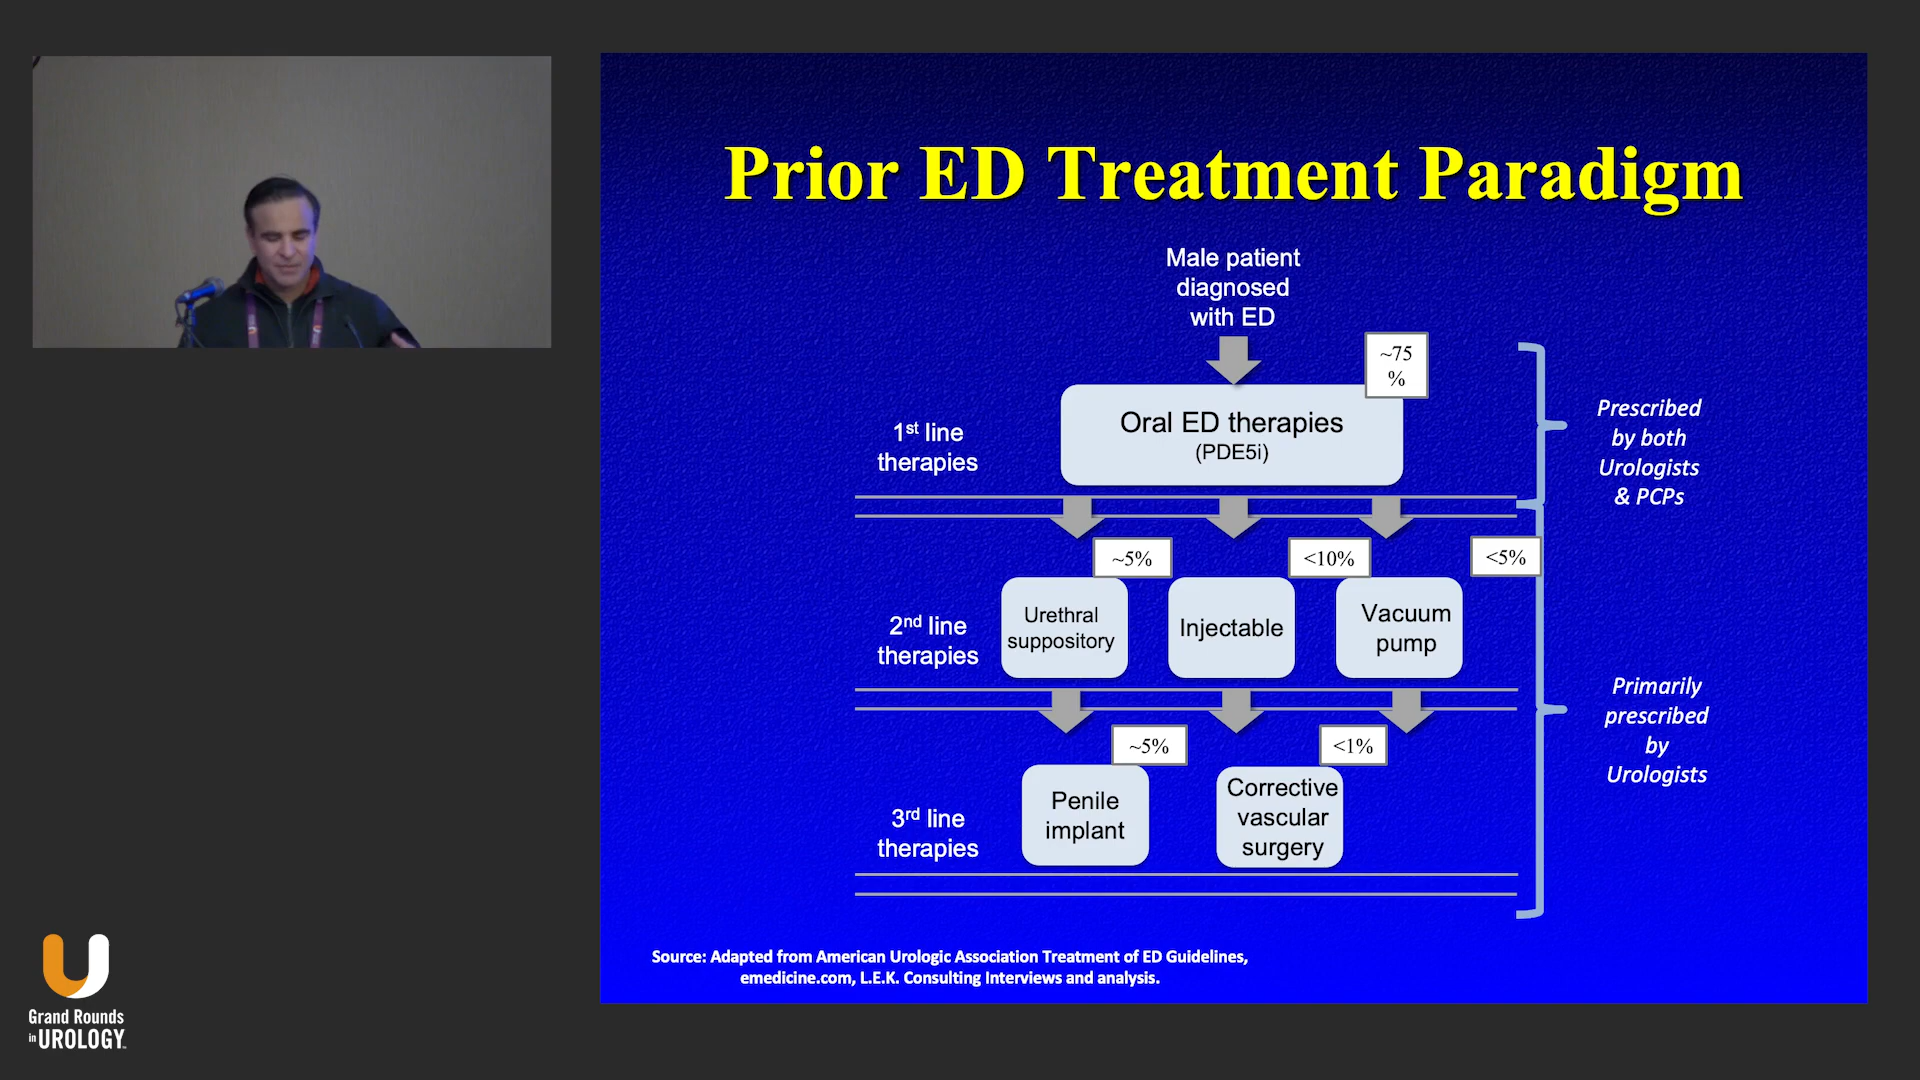 Prior ED Treatment Paradigm
Male patient
diagnosed
with ED
~75
%
Oral ED therapies
(PDE5i)
1st line
therapies
Prescribed
by both
Urologists
& PCPs
~5%
<10%
<5%
2nd line
therapies
Urethral
suppository
Injectable
Vacuum
pump
Primarily
prescribed
by
Urologists
~5%
<1%
3rd line
therapies
Penile
implant
Corrective
vascular
surgery
Source: Adapted from American Urologic Association Treatment of ED Guidelines,
emedicine.com, L.E.K. Consulting Interviews and analysis.
Grand Rounds
in UROLOGY